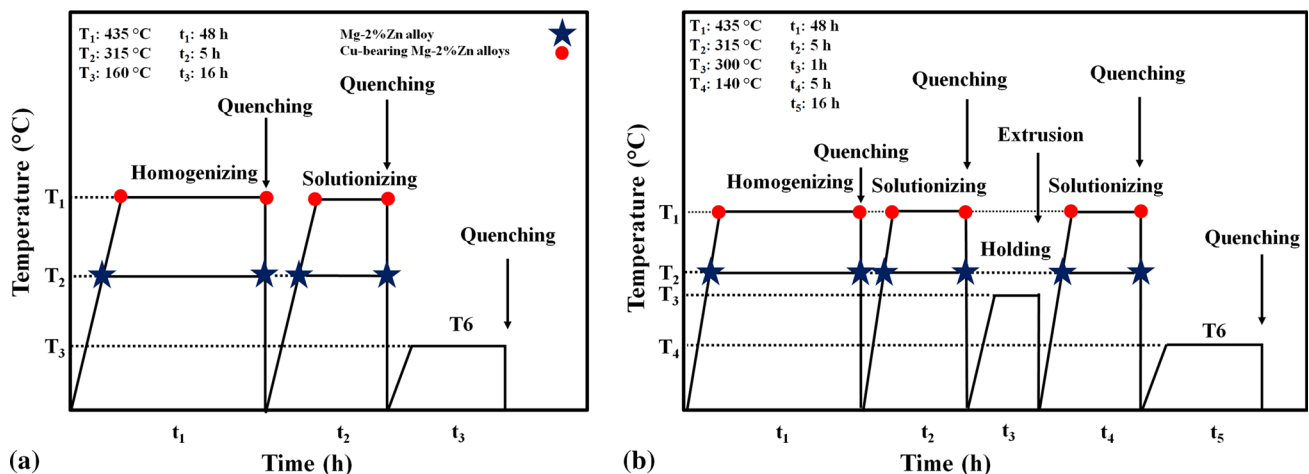 T₁: 435 °C t₁: 48 h
T₂: 315 °C t₂: 5 h
T₃: 160 °C t₃: 16 h
Mg-2%Zn alloy
Cu-bearing Mg-2%Zn alloys
Quenching
Quenching
Homogenizing
Solutionizing
Quenching
T6
T₁
T₂
T₃
Temperature (°C)
t₁ t₂ t₃
Time (h)
(a)
T₁: 435 °C t₁: 48 h
T₂: 315 °C t₂: 5 h
T₃: 300 °C t₃: 1h
T₄: 140 °C t₄: 5 h
t₅: 16 h
Quenching
Quenching
Extrusion
Quenching
Homogenizing
Solutionizing
Solutionizing
Holding
Quenching
T6
T₁
T₂
T₃
T₄
Temperature (°C)
t₁ t₂ t₃ t₄ t₅
Time (h)
(b)